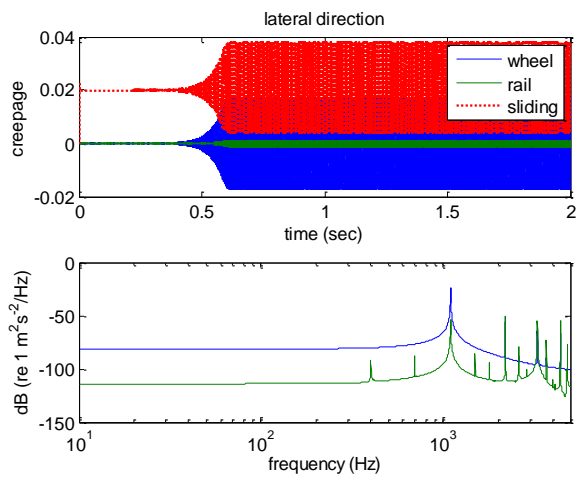 lateral direction
creepage
0.04
0.02
0
-0.02
0
0.5
1
1.5
2
time (sec)
wheel
rail
sliding
dB (re 1 m²s⁻²/Hz)
0
-50
-100
-150
10¹
10²
10³
frequency (Hz)